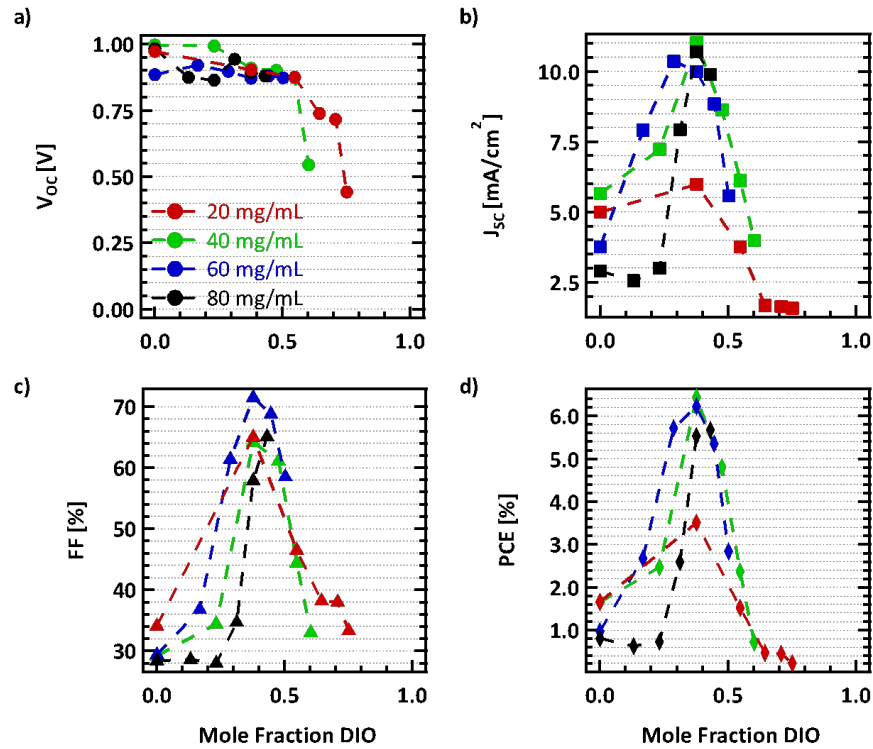 a)
1.00
0.75
0.50
0.25
0.00
V_OC [V]
20 mg/mL
40 mg/mL
60 mg/mL
80 mg/mL
0.0 0.5 1.0
b)
10.0
7.5
5.0
2.5
J_SC [mA/cm²]
0.0 0.5 1.0
c)
70
60
50
40
30
FF [%]
0.0 0.5 1.0
Mole Fraction DIO
d)
6.0
5.0
4.0
3.0
2.0
1.0
PCE [%]
0.0 0.5 1.0
Mole Fraction DIO